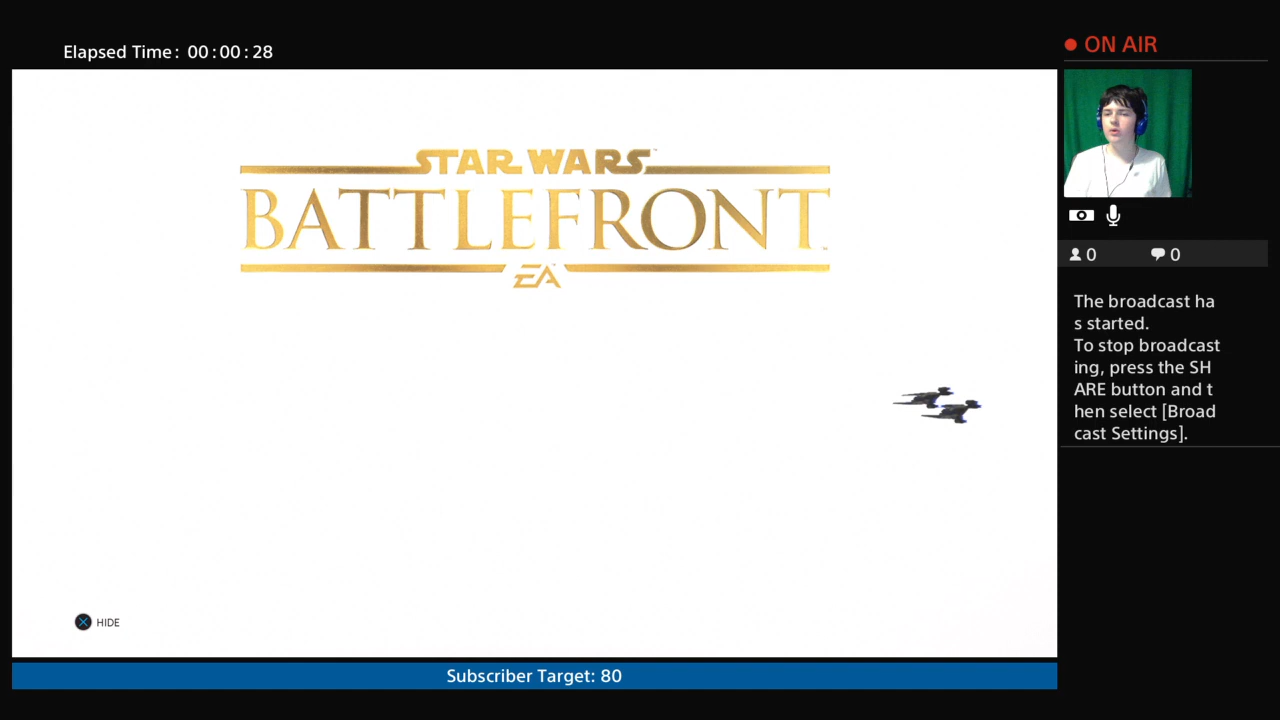 Elapsed Time: 00:00:28
ON AIR
STAR WARS
BATTLEFRONT
EA
0 0
The broadcast ha
s started.
To stop broadcast
ing, press the SH
ARE button and t
hen select [Broad
cast Settings].
HIDE
Subscriber Target: 80